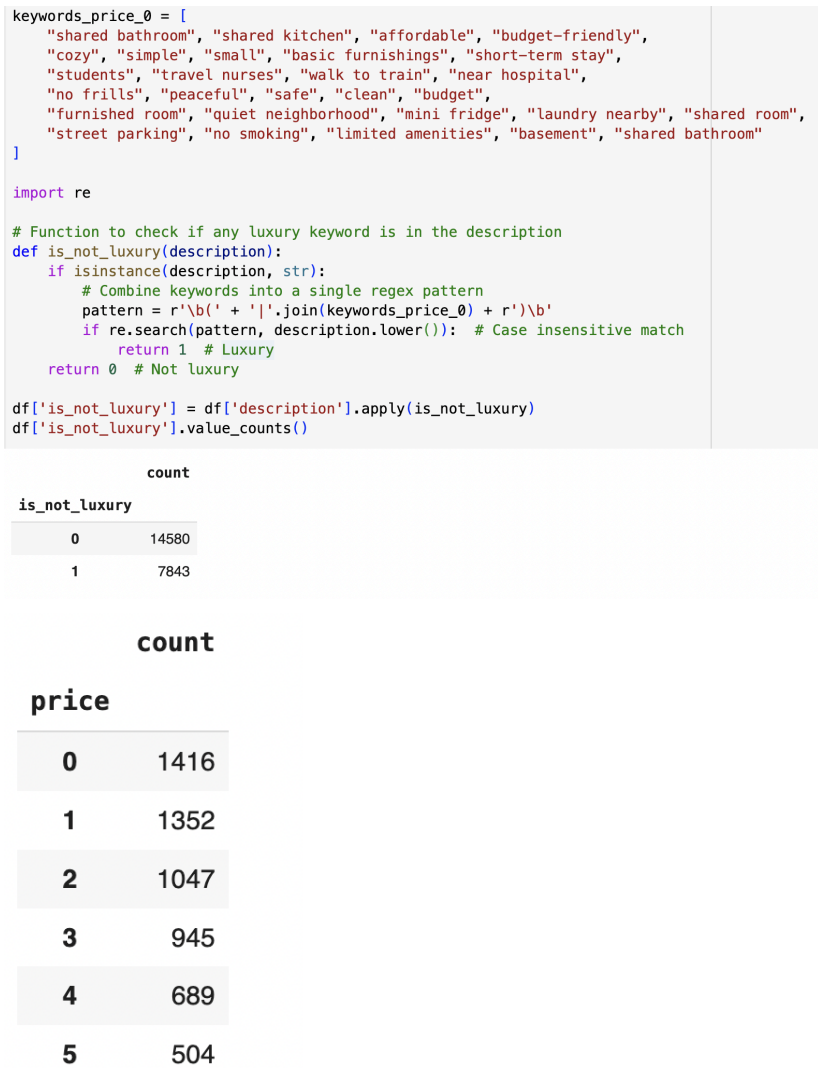 keywords_price_0 = [
    "shared bathroom", "shared kitchen", "affordable", "budget-friendly",
    "cozy", "simple", "small", "basic furnishings", "short-term stay",
    "students", "travel nurses", "walk to train", "near hospital",
    "no frills", "peaceful", "safe", "clean", "budget",
    "furnished room", "quiet neighborhood", "mini fridge", "laundry nearby", "shared room",
    "street parking", "no smoking", "limited amenities", "basement", "shared bathroom"
]
import re
# Function to check if any luxury keyword is in the description
def is_not_luxury(description):
    if isinstance(description, str):
        # Combine keywords into a single regex pattern
        pattern = r'\b(' + '|'.join(keywords_price_0) + r')\b'
        if re.search(pattern, description.lower()):  # Case insensitive match
            return 1  # Luxury
    return 0  # Not luxury
df['is_not_luxury'] = df['description'].apply(is_not_luxury)
df['is_not_luxury'].value_counts()
count
is_not_luxury
0 14580
1 7843
count
price
0 1416
1 1352
2 1047
3 945
4 689
5 504